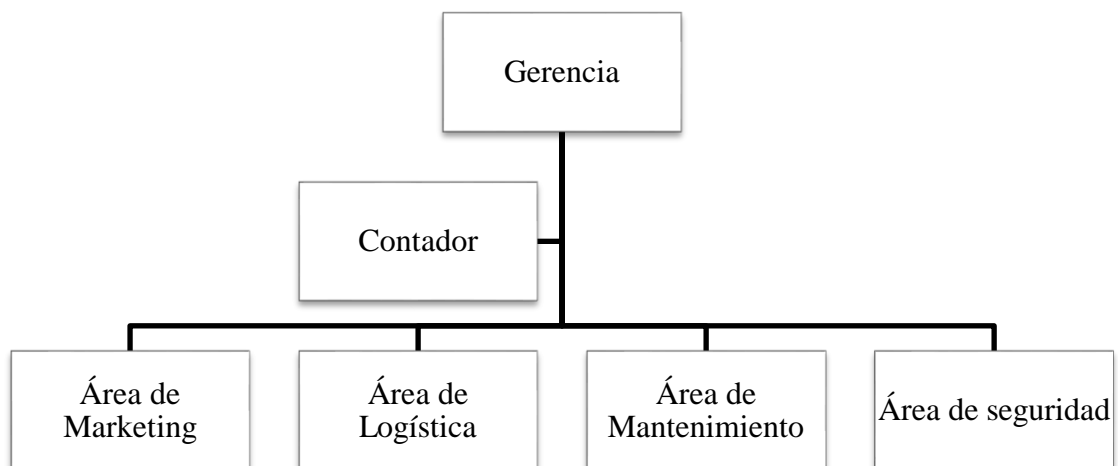 Gerencia
Contador
Área de
Marketing
Área de
Logística
Área de
Mantenimiento
Área de seguridad